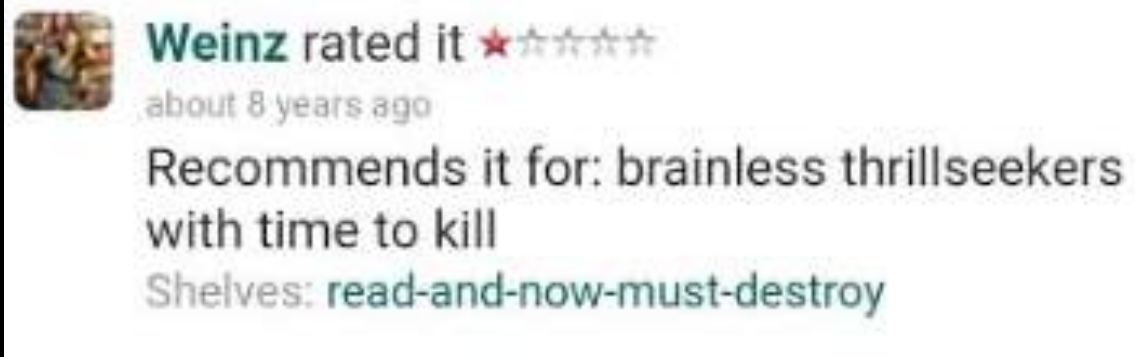 Weinz rated it ★☆☆☆☆
about 8 years ago
Recommends it for: brainless thrillseekers
with time to kill
Shelves: read-and-now-must-destroy